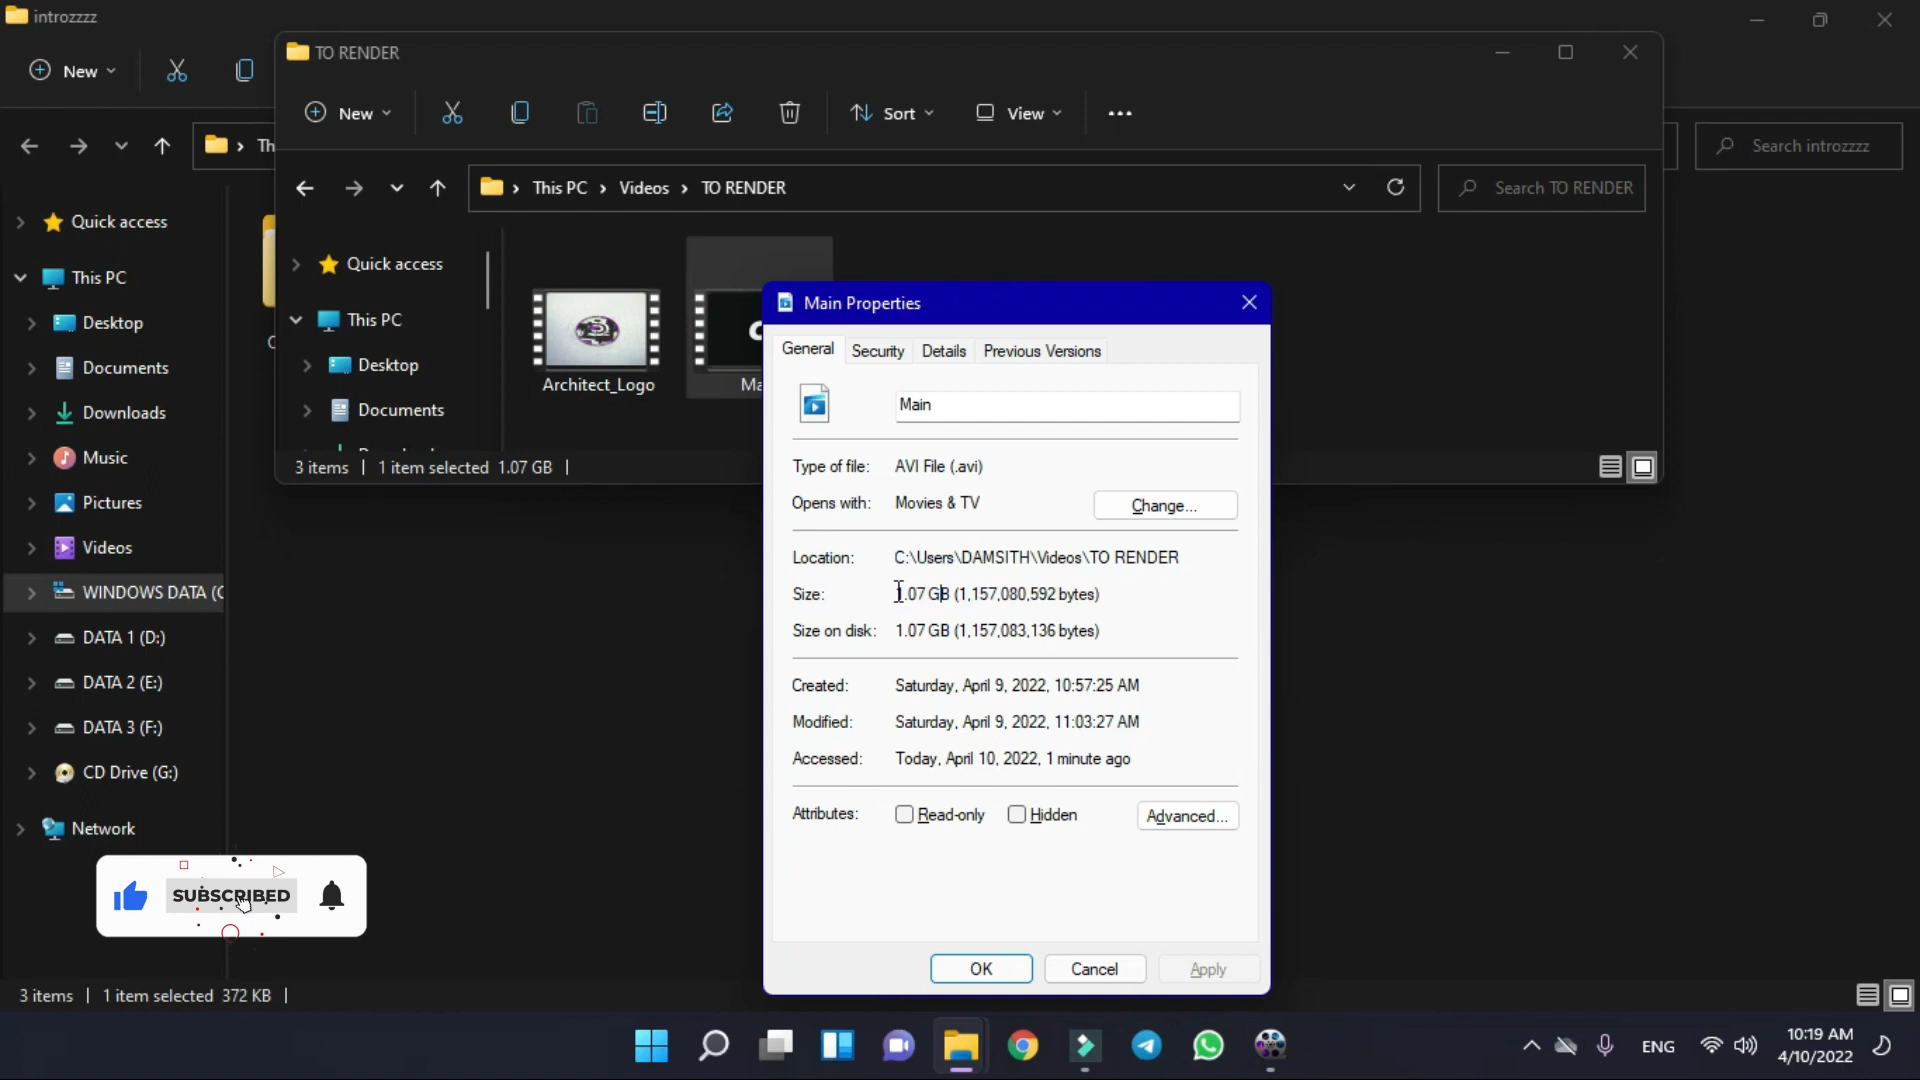 introzzzz
New
Th
Search introzzzz
Quick access
This PC
Desktop
Documents
Downloads
Music
Pictures
Videos
WINDOWS DATA (C
DATA 1 (D:)
DATA 2 (E:)
DATA 3 (F:)
CD Drive (G:)
Network
SUBSCRIBED
3 items | 1 item selected 372 KB |
TO RENDER
New
Sort
View
This PC > Videos > TO RENDER
Search TO RENDER
Quick access
This PC
Desktop
Documents
Architect_Logo
Ma
3 items | 1 item selected 1.07 GB |
Main Properties
General
Security
Details
Previous Versions
Main
Type of file: AVI File (.avi)
Opens with: Movies & TV
Change...
Location: C:\Users\DAMSITH\Videos\TO RENDER
Size: 1.07 GB (1,157,080,592 bytes)
Size on disk: 1.07 GB (1,157,083,136 bytes)
Created: Saturday, April 9, 2022, 10:57:25 AM
Modified: Saturday, April 9, 2022, 11:03:27 AM
Accessed: Today, April 10, 2022, 1 minute ago
Attributes: Read-only Hidden
Advanced...
OK
Cancel
Apply
ENG
10:19 AM
4/10/2022